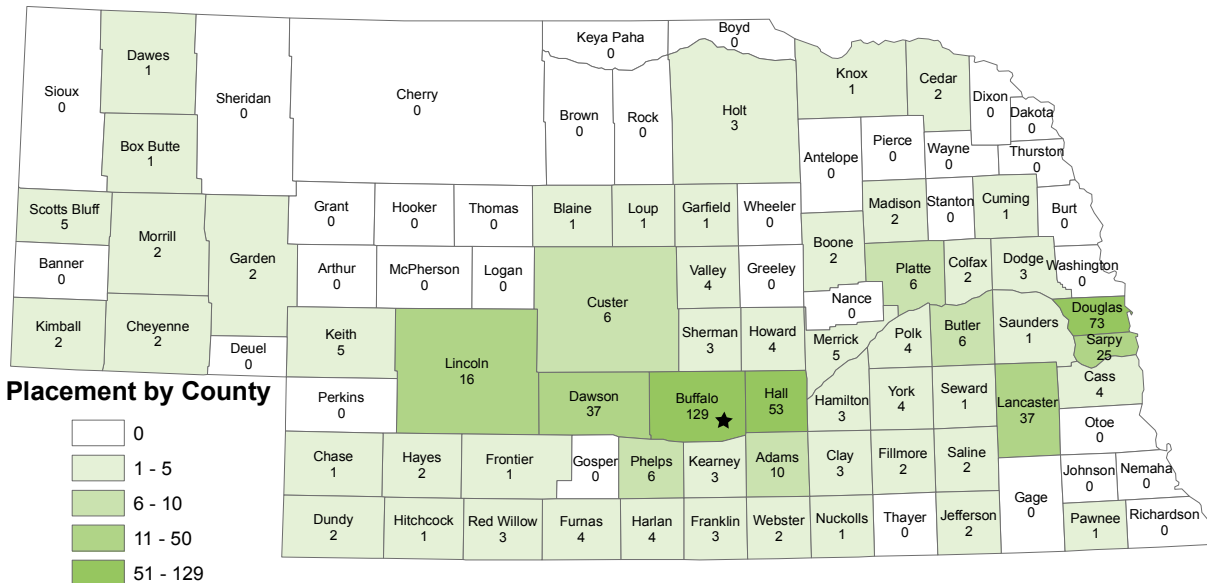 Boyd
0
Keya Paha
0
Dawes
1
Knox
1
Cedar
2
Sioux
0
Sheridan
0
Cherry
0
Dixon
0
Holt
3
Brown
0
Rock
0
Dakota
0
Pierce
0
Wayne
0
Box Butte
1
Thurston
0
Antelope
0
Scotts Bluff
5
Grant
0
Hooker
0
Thomas
0
Blaine
1
Loup
1
Garfield
1
Wheeler
0
Madison
2
Stanton
0
Cuming
1
Burt
0
Morrill
2
Boone
2
Garden
2
Banner
0
Arthur
0
McPherson
0
Logan
0
Valley
4
Greeley
0
Platte
6
Colfax
2
Dodge
3
Washington
0
Custer
6
Nance
0
Douglas
73
Kimball
2
Cheyenne
2
Keith
5
Sherman
3
Howard
4
Merrick
5
Polk
4
Butler
6
Saunders
1
Sarpy
25
Deuel
0
Lincoln
16
Cass
4
Placement by County
Perkins
0
Dawson
37
Buffalo
129
Hall
53
Hamilton
3
York
4
Seward
1
Lancaster
37
Otoe
0
0
Chase
1
Hayes
2
Frontier
1
Gosper
0
Phelps
6
Kearney
3
Adams
10
Clay
3
Fillmore
2
Saline
2
Johnson
0
Nemaha
0
1 - 5
Gage
0
6 - 10
Dundy
2
Hitchcock
1
Red Willow
3
Furnas
4
Harlan
4
Franklin
3
Webster
2
Nuckolls
1
Thayer
0
Jefferson
2
Pawnee
1
Richardson
0
11 - 50
51 - 129